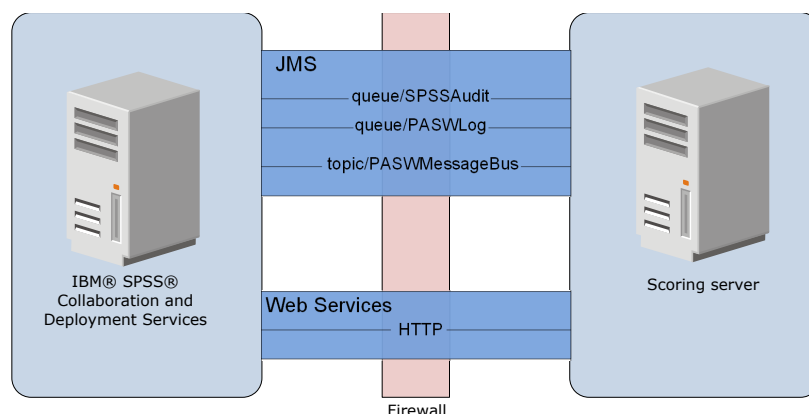 JMS
queue/SPSSAudit
queue/PASWLog
topic/PASWMessageBus
IBM® SPSS®
Collaboration and
Deployment Services
Scoring server
Web Services
HTTP
Firewall